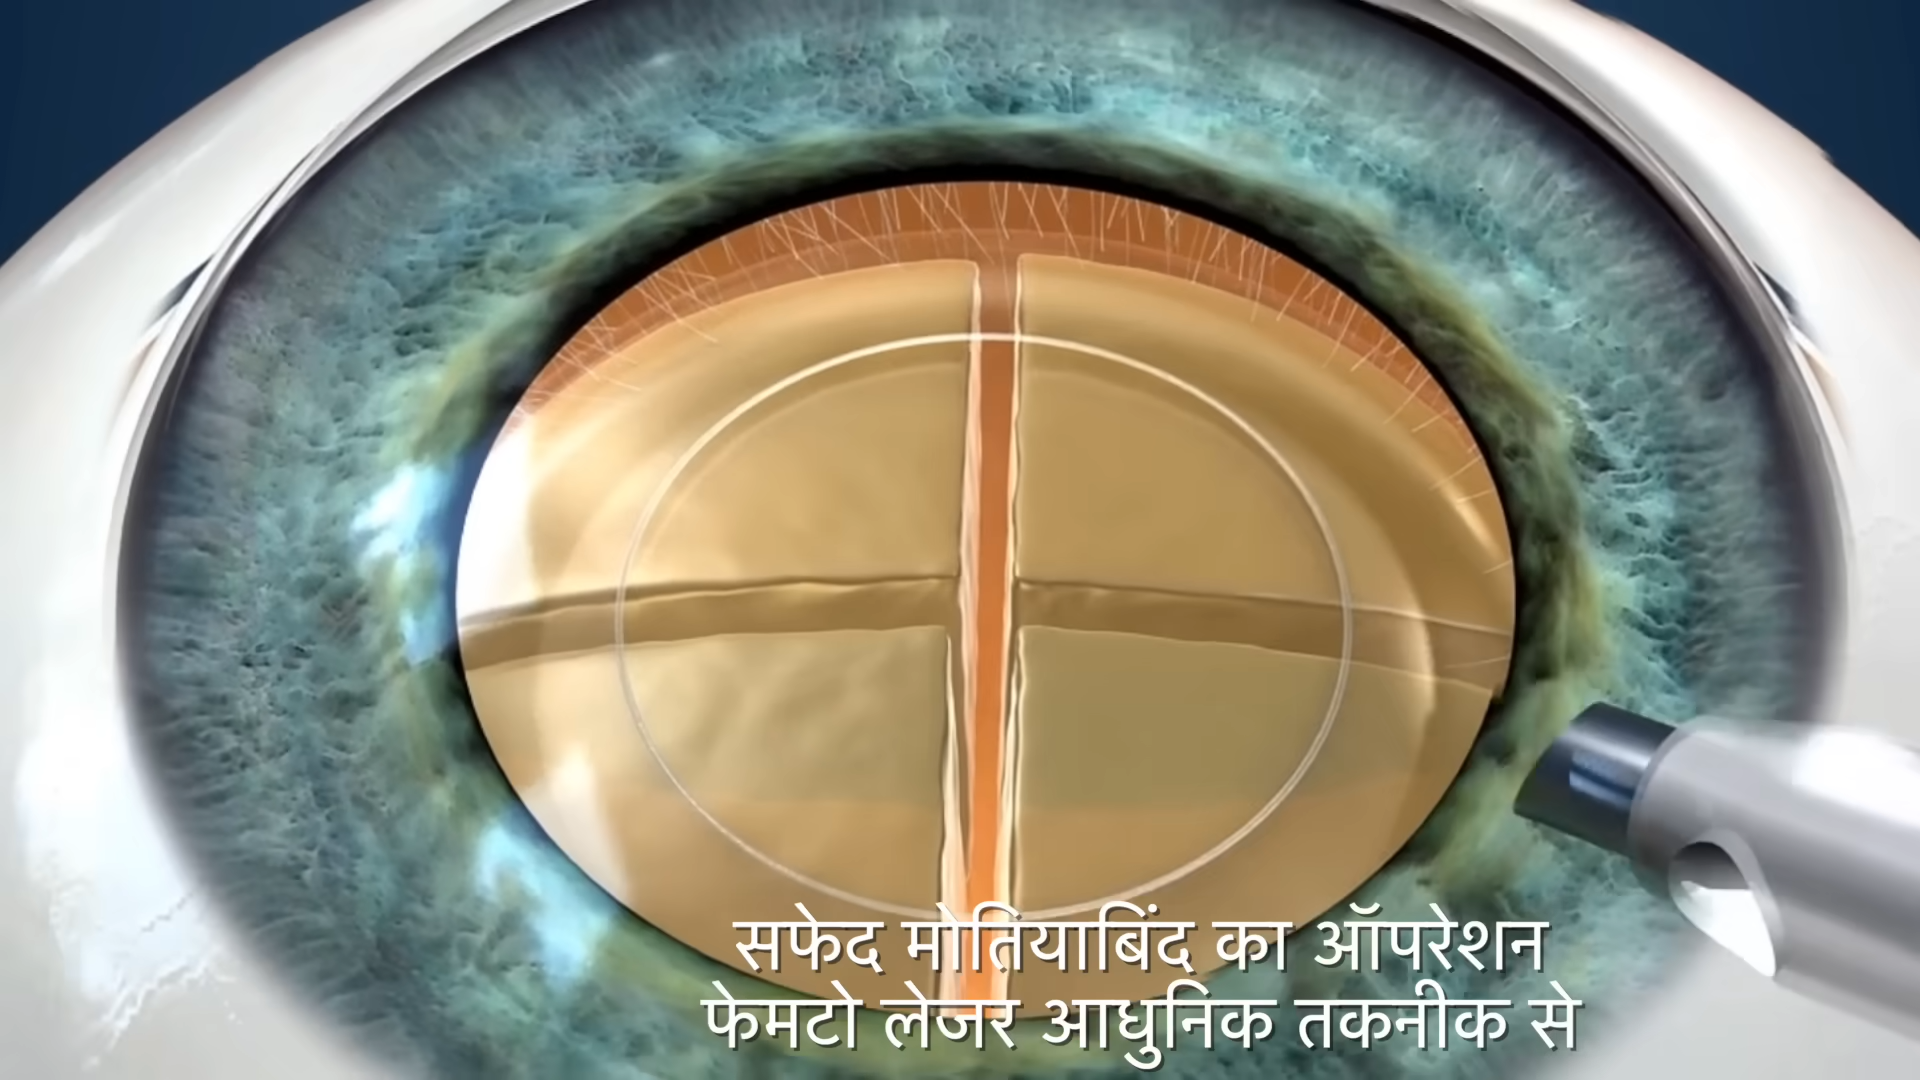 सफेद मोतियाबिंद का ऑपरेशन
फेमटो लेजर आधुनिक तकनीक से